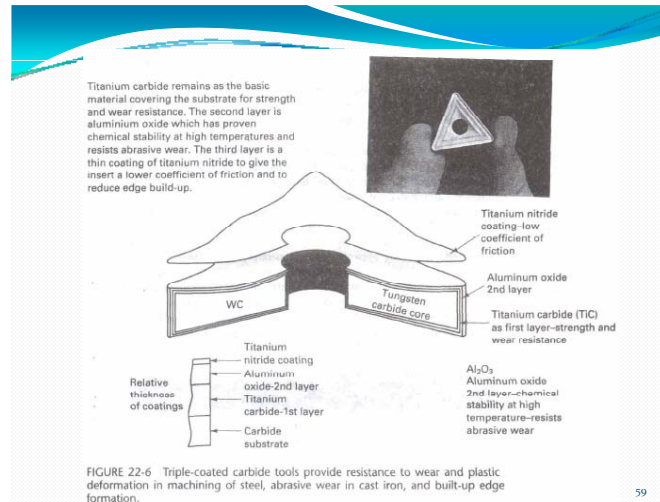 Titanium carbide remains as the basic
material covering the substrate for strength
and wear resistance. The second layer is
aluminium oxide which has proven
chemical stability at high temperatures and
resists abrasive wear. The third layer is a
thin coating of titanium nitride to give the
insert a lower coefficient of friction and to
reduce edge build-up.
Titanium nitride
coating–low
coefficient of
friction
Aluminum oxide
2nd layer
Titanium carbide (TiC)
as first layer–strength and
wear resistance
WC
Tungsten
carbide core
Titanium
nitride coating
Aluminum
oxide-2nd layer
Titanium
carbide-1st layer
Carbide
substrate
Relative
thickness
of coatings
Al₂O₃
Aluminum oxide
2nd layer–chemical
stability at high
temperature–resists
abrasive wear
FIGURE 22-6 Triple-coated carbide tools provide resistance to wear and plastic
deformation in machining of steel, abrasive wear in cast iron, and built-up edge
formation.
59